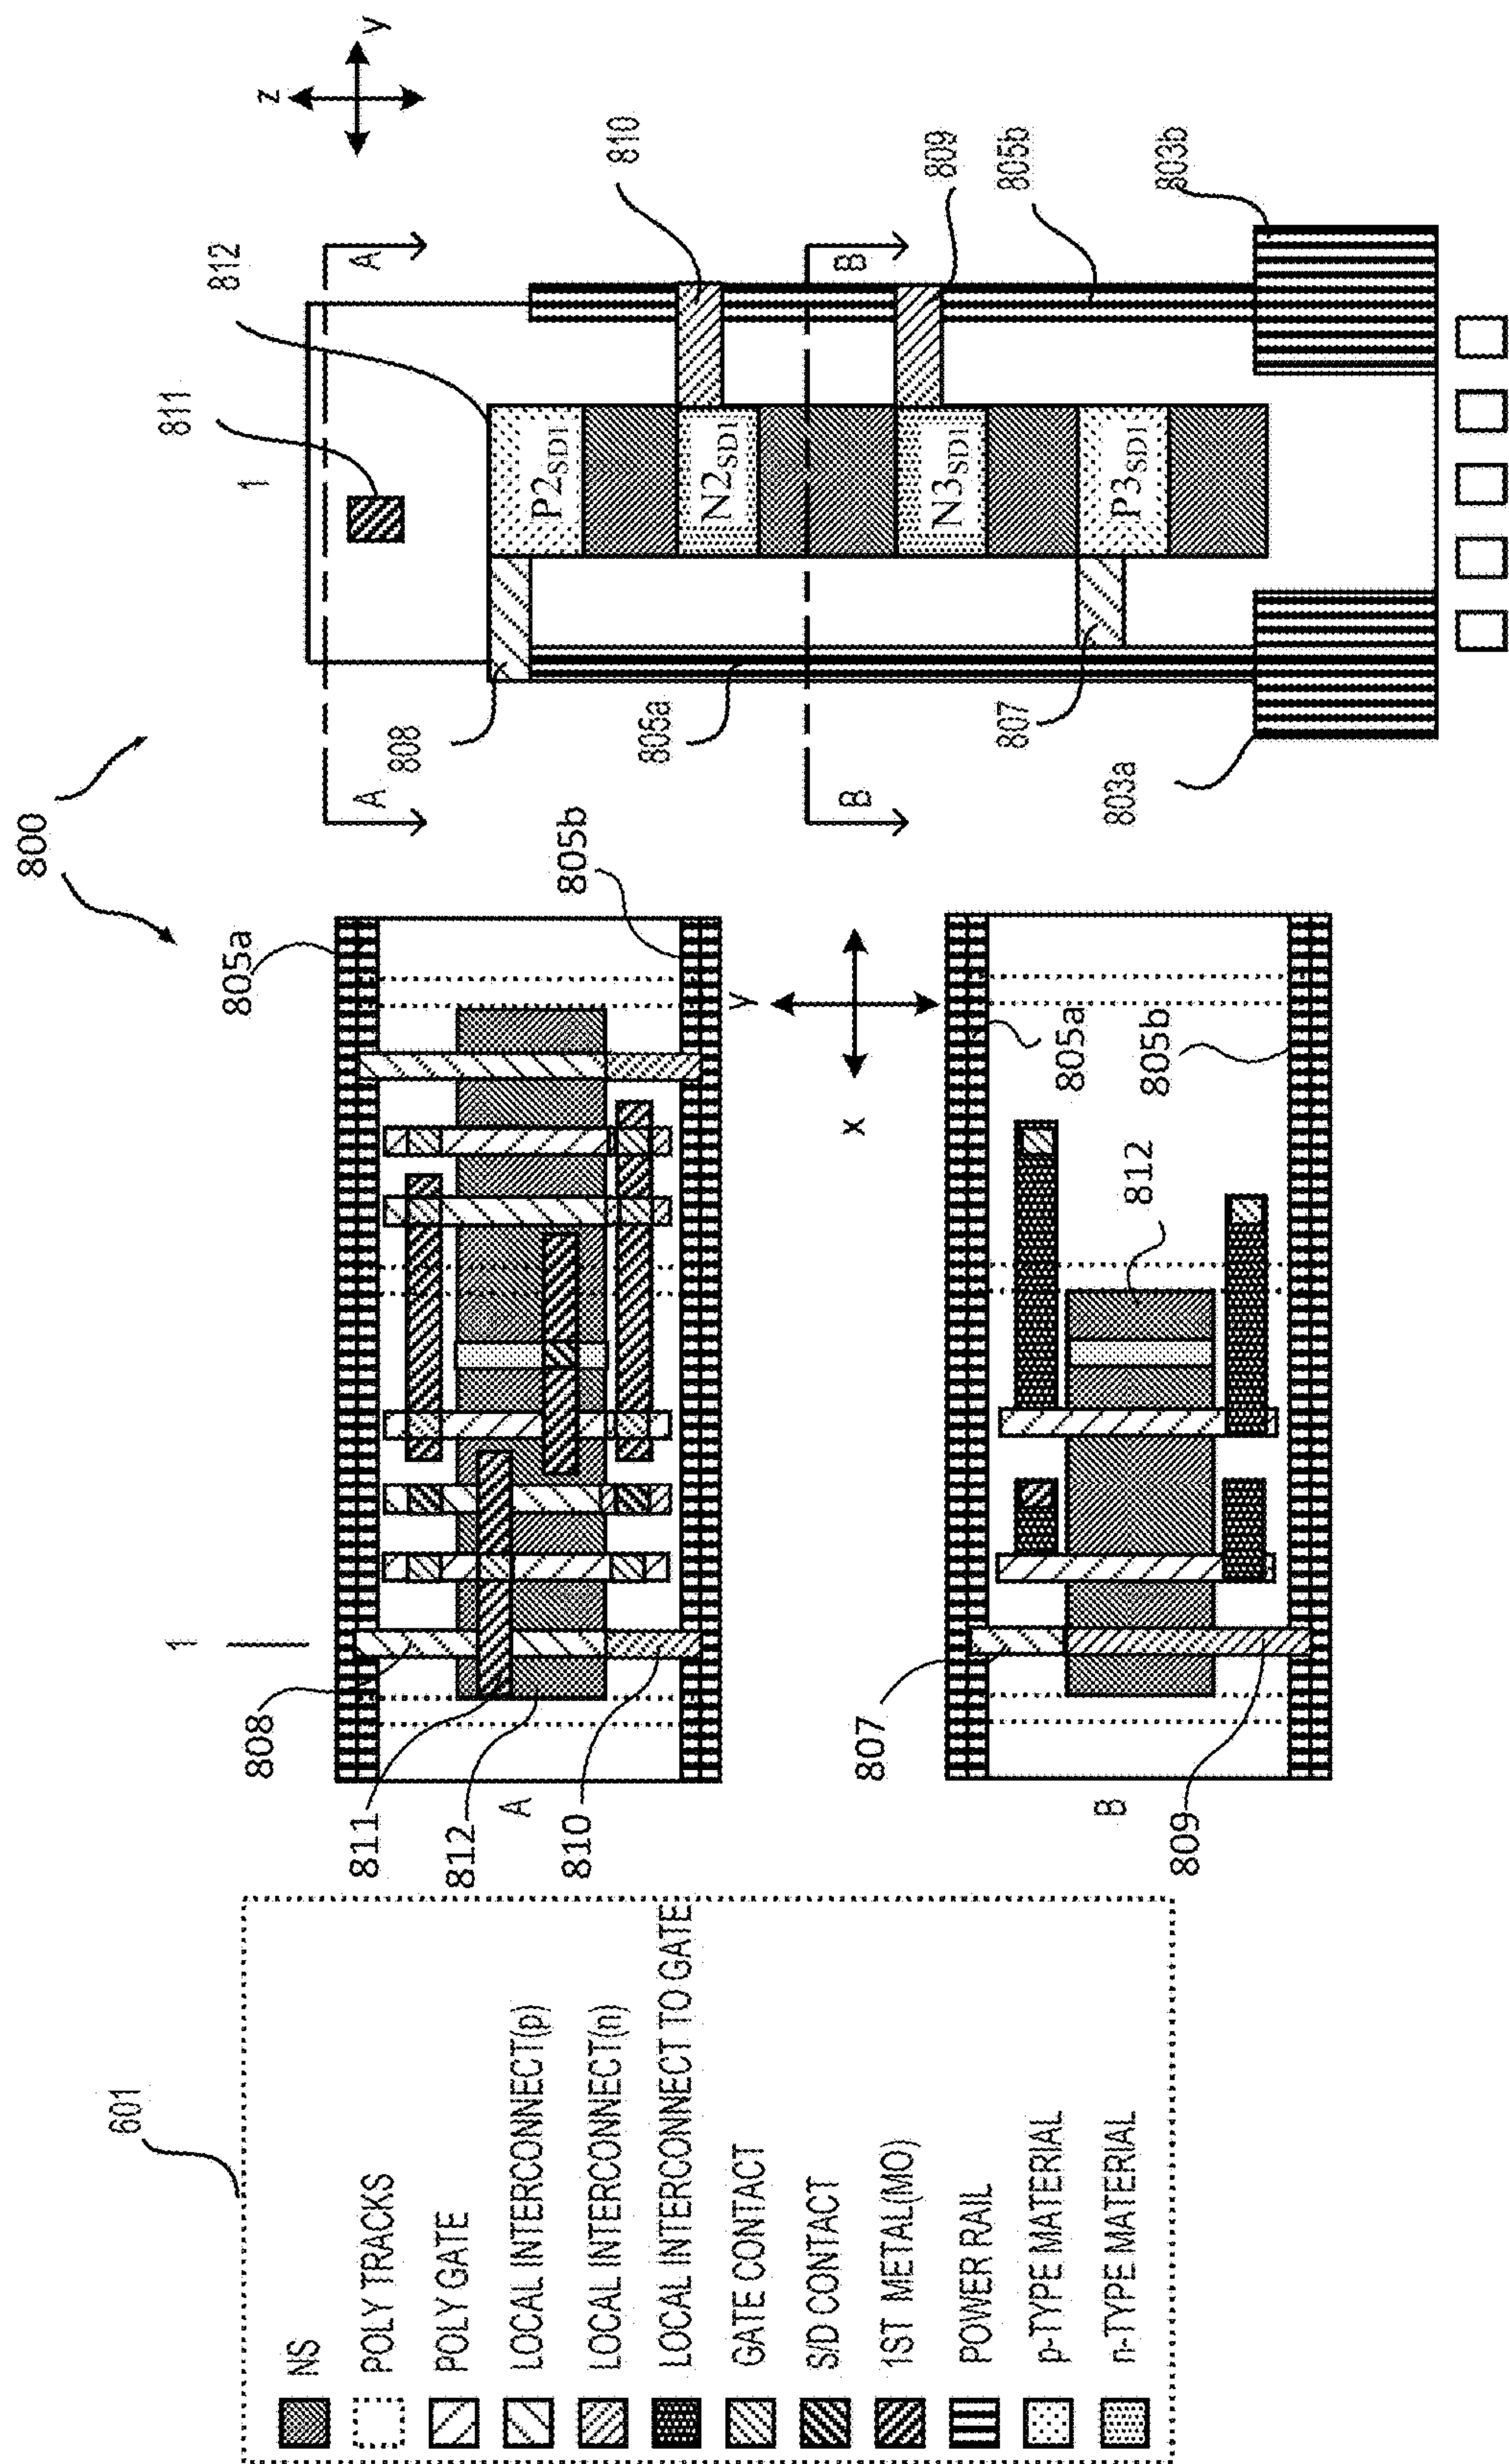 800
601
NS
POLY TRACKS
POLY GATE
LOCAL INTERCONNECT(p)
LOCAL INTERCONNECT(n)
LOCAL INTERCONNECT TO GATE
GATE CONTACT
S/D CONTACT
1ST METAL(MO)
POWER RAIL
p-TYPE MATERIAL
n-TYPE MATERIAL
1
805a
805b
808
811
812
A
810
y
x
805a
805b
812
807
B
809
z
y
1
811
812
A
A
810
808
P2SD1
N2SD1
805a
B
B
809
N3SD1
805b
807
P3SD1
803a
803b